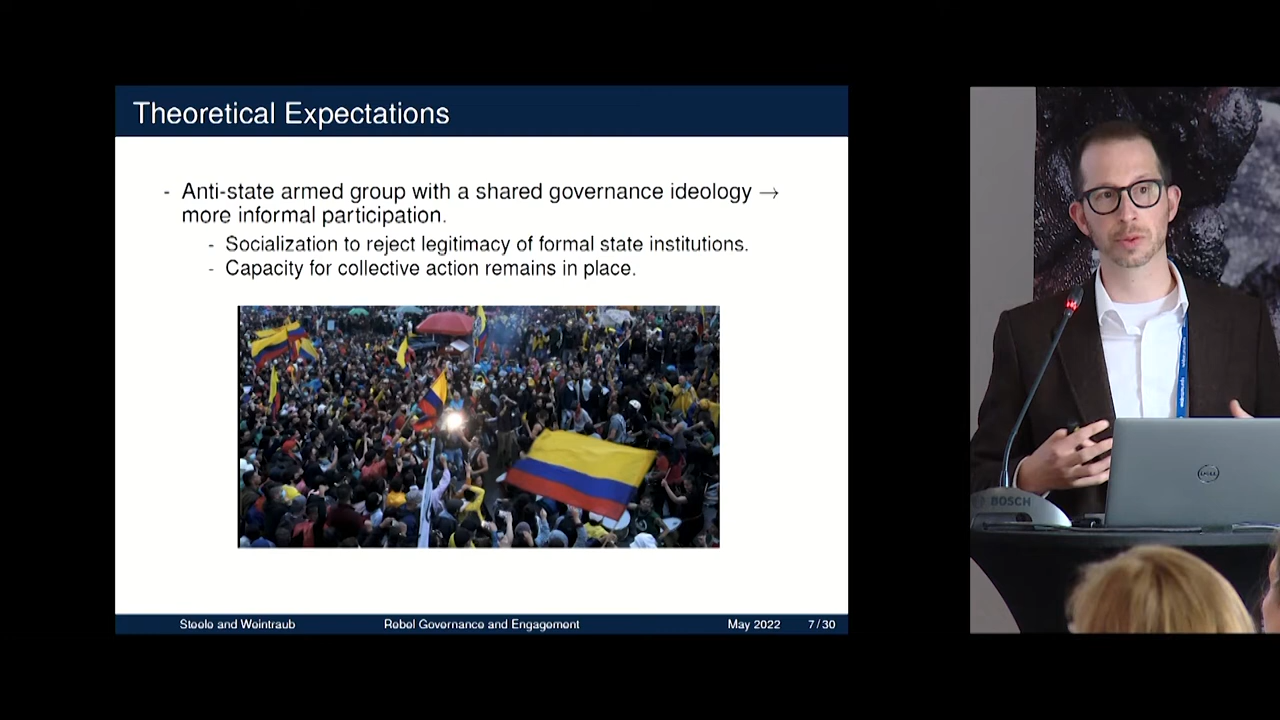 Theoretical Expectations
- Anti-state armed group with a shared governance ideology →
more informal participation.
- Socialization to reject legitimacy of formal state institutions.
- Capacity for collective action remains in place.
Steele and Weintraub Rebel Governance and Engagement May 2022 7 / 30
DELL
BOSCH